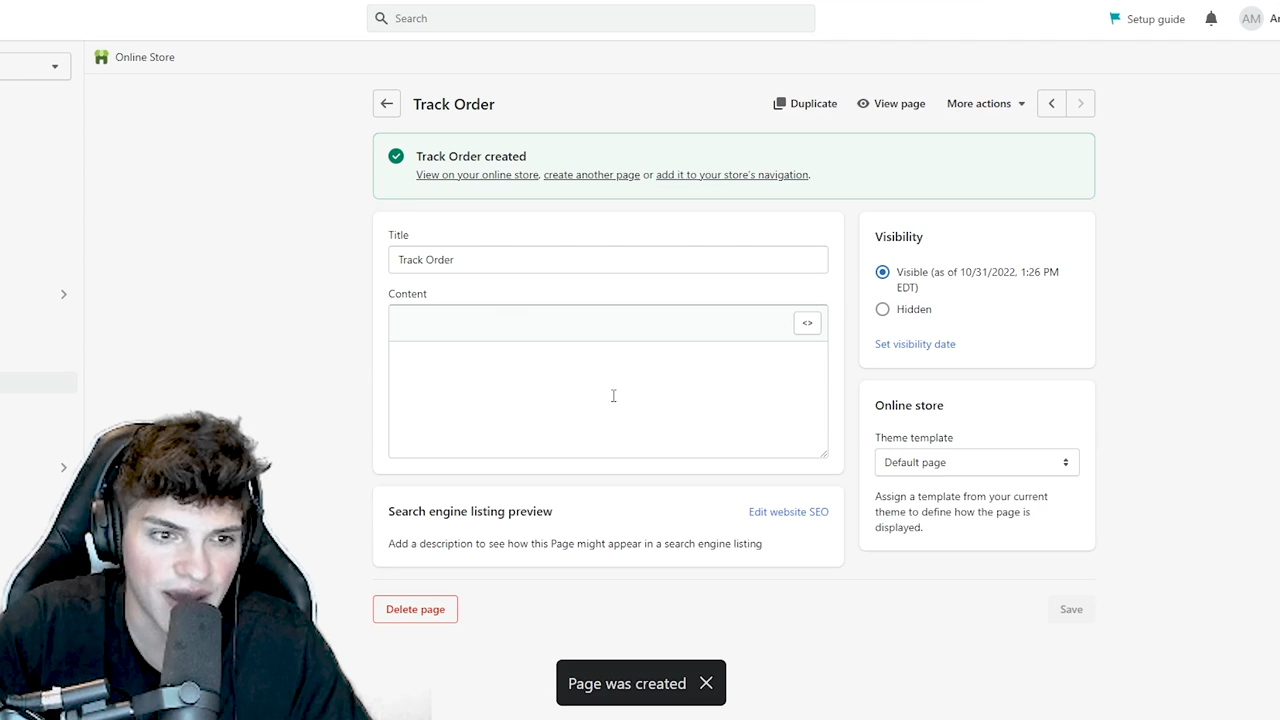 Search
Setup guide
AM
Online Store
Track Order
Duplicate
View page
More actions
Track Order created
View on your online store, create another page or add it to your store's navigation.
Title
Track Order
Content
<>
Visibility
Visible (as of 10/31/2022, 1:26 PM
EDT)
Hidden
Set visibility date
Online store
Theme template
Default page
Assign a template from your current
theme to define how the page is
displayed.
Search engine listing preview
Edit website SEO
Add a description to see how this Page might appear in a search engine listing
Delete page
Save
Page was created